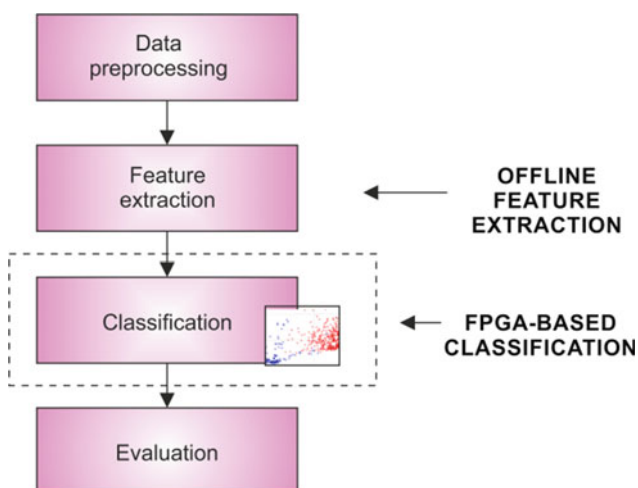 Data
preprocessing
Feature
extraction
OFFLINE
FEATURE
EXTRACTION
Classification
FPGA-BASED
CLASSIFICATION
Evaluation